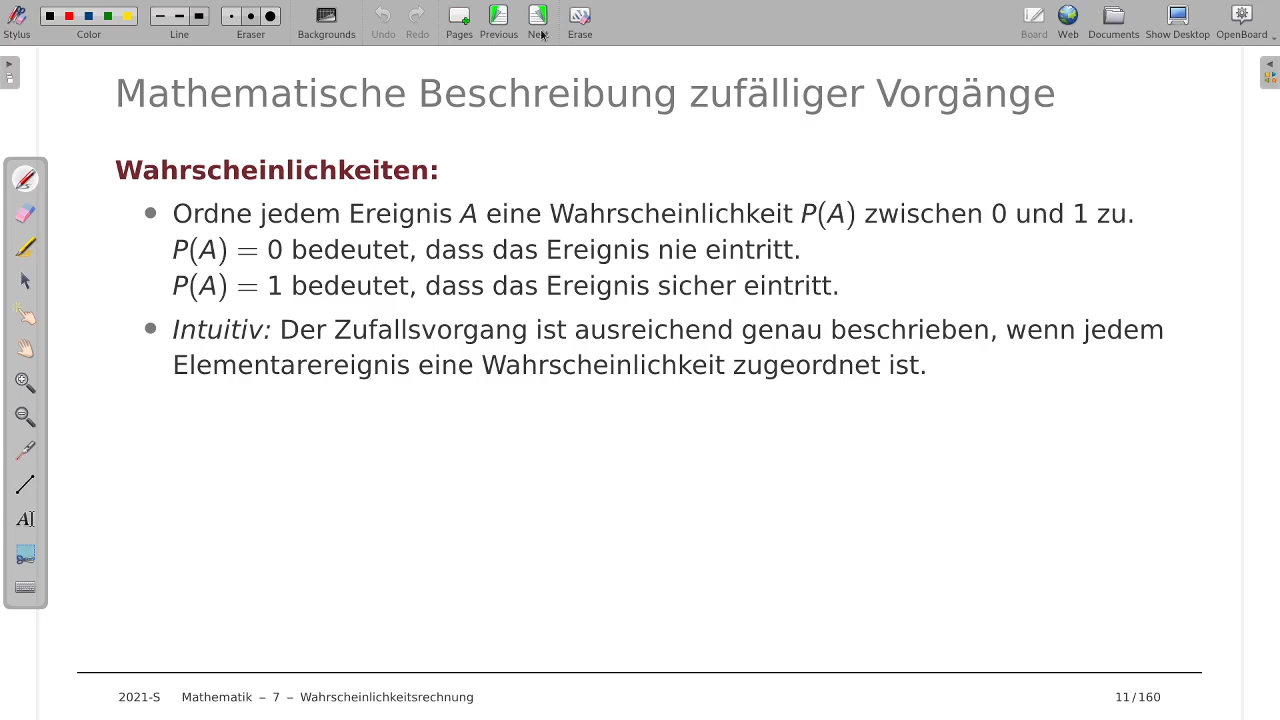 Stylus Color Line Eraser Backgrounds Undo Redo Pages Previous Erase Board Web Documents Show Desktop OpenBoard
Mathematische Beschreibung zufälliger Vorgänge
Wahrscheinlichkeiten:
• Ordne jedem Ereignis A eine Wahrscheinlichkeit P(A) zwischen 0 und 1 zu.
P(A) = 0 bedeutet, dass das Ereignis nie eintritt.
P(A) = 1 bedeutet, dass das Ereignis sicher eintritt.
• Intuitiv: Der Zufallsvorgang ist ausreichend genau beschrieben, wenn jedem
Elementarereignis eine Wahrscheinlichkeit zugeordnet ist.
2021-S Mathematik – 7 – Wahrscheinlichkeitsrechnung 11/160